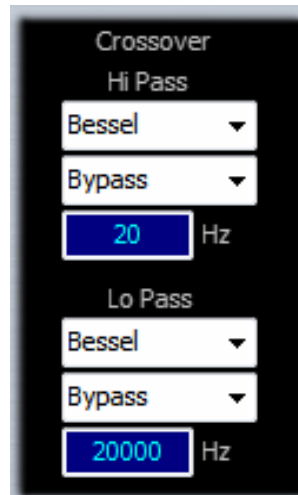 Crossover
Hi Pass
Bessel
Bypass
20 Hz
Lo Pass
Bessel
Bypass
20000 Hz